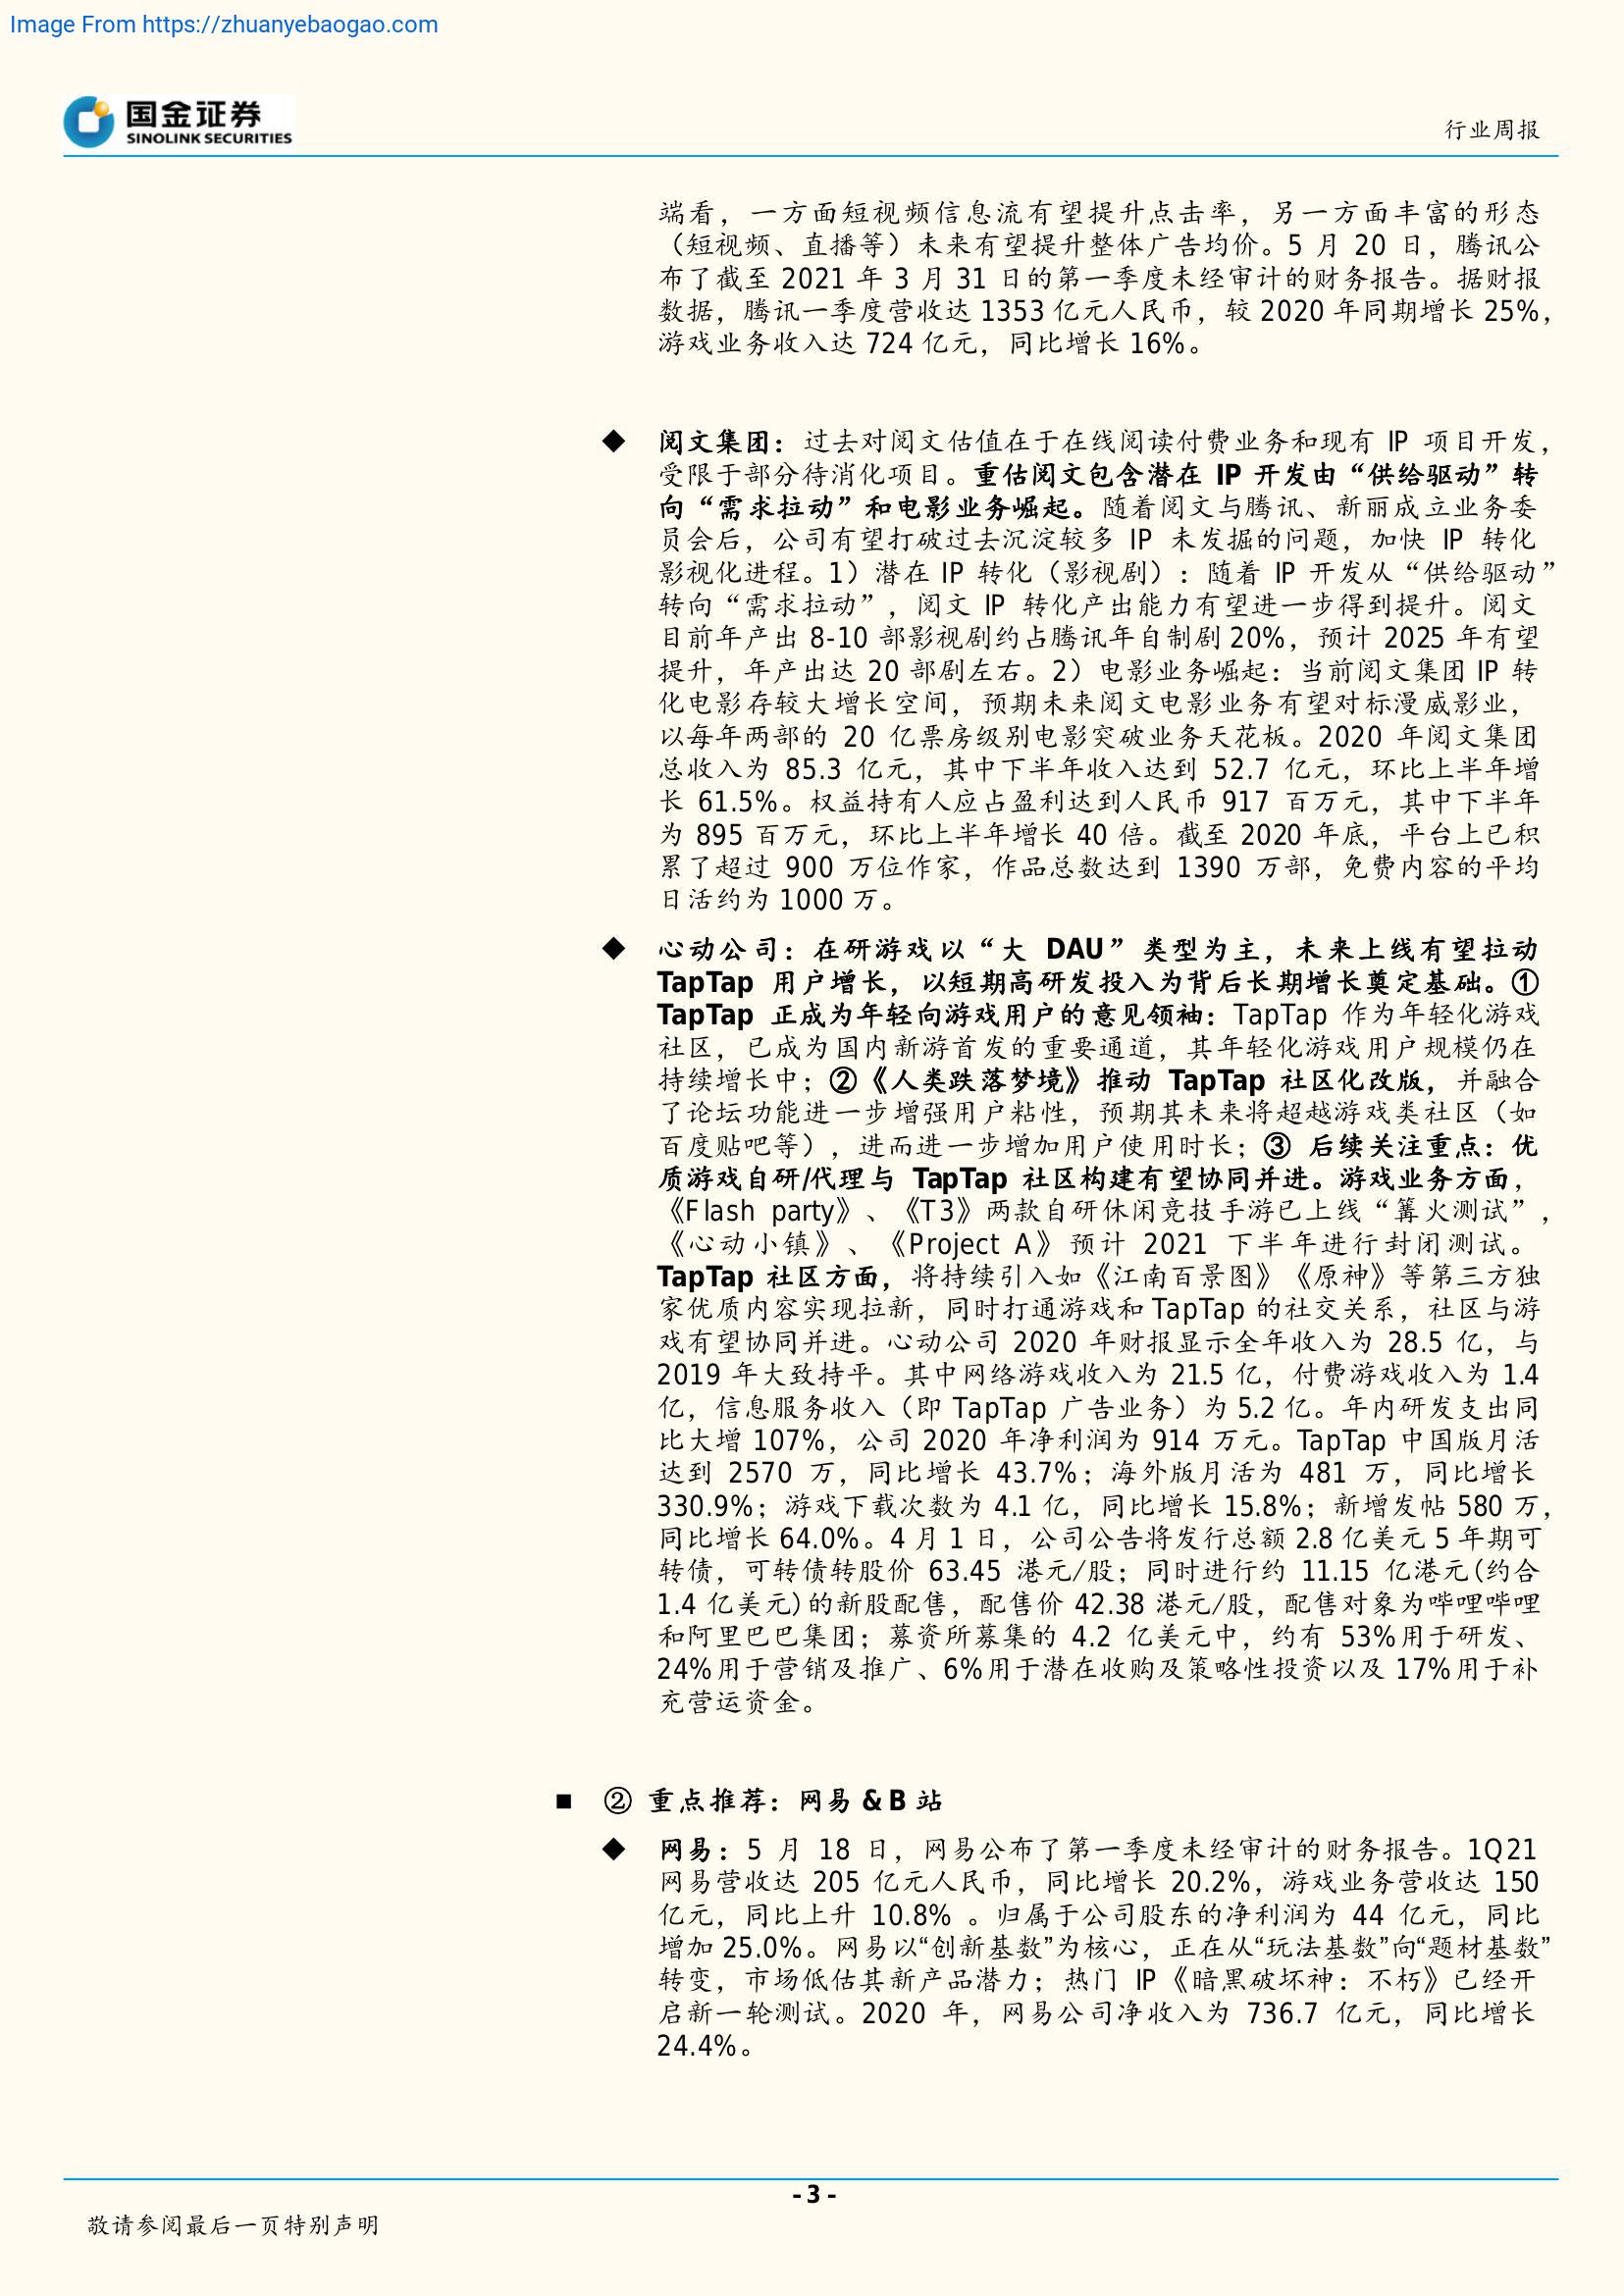 Image From https://zhuanyebaogao.com
国金证券
SINOLINK SECURITIES
行业周报
端看，一方面短视频信息流有望提升点击率，另一方面丰富的形态
（短视频、直播等）未来有望提升整体广告均价。5 月 20 日，腾讯公
布了截至 2021 年 3 月 31 日的第一季度未经审计的财务报告。据财报
数据，腾讯一季度营收达 1353 亿元人民币，较 2020 年同期增长 25%，
游戏业务收入达 724 亿元，同比增长 16%。
◆ 阅文集团：过去对阅文估值在于在线阅读付费业务和现有 IP 项目开发，
受限于部分待消化项目。重估阅文包含潜在 IP 开发由“供给驱动”转
向“需求拉动”和电影业务崛起。随着阅文与腾讯、新丽成立业务委
员会后，公司有望打破过去沉淀较多 IP 未发掘的问题，加快 IP 转化
影视化进程。1）潜在 IP 转化（影视剧）：随着 IP 开发从“供给驱动”
转向“需求拉动”，阅文 IP 转化产出能力有望进一步得到提升。阅文
目前年产出 8-10 部影视剧约占腾讯年自制剧 20%，预计 2025 年有望
提升，年产出达 20 部剧左右。2）电影业务崛起：当前阅文集团 IP 转
化电影存较大增长空间，预期未来阅文电影业务有望对标漫威影业，
以每年两部的 20 亿票房级别电影突破业务天花板。2020 年阅文集团
总收入为 85.3 亿元，其中下半年收入达到 52.7 亿元，环比上半年增
长 61.5%。权益持有人应占盈利达到人民币 917 百万元，其中下半年
为 895 百万元，环比上半年增长 40 倍。截至 2020 年底，平台上已积
累了超过 900 万位作家，作品总数达到 1390 万部，免费内容的平均
日活约为 1000 万。
◆ 心动公司：在研游戏以“大 DAU”类型为主，未来上线有望拉动
TapTap 用户增长，以短期高研发投入为背后长期增长奠定基础。①
TapTap 正成为年轻向游戏用户的意见领袖：TapTap 作为年轻化游戏
社区，已成为国内新游首发的重要通道，其年轻化游戏用户规模仍在
持续增长中；②《人类跌落梦境》推动 TapTap 社区化改版，并融合
了论坛功能进一步增强用户粘性，预期其未来将超越游戏类社区（如
百度贴吧等），进而进一步增加用户使用时长；③ 后续关注重点：优
质游戏自研/代理与 TapTap 社区构建有望协同并进。游戏业务方面，
《Flash party》、《T3》两款自研休闲竞技手游已上线“篝火测试”，
《心动小镇》、《Project A》预计 2021 下半年进行封闭测试。
TapTap 社区方面，将持续引入如《江南百景图》《原神》等第三方独
家优质内容实现拉新，同时打通游戏和 TapTap 的社交关系，社区与游
戏有望协同并进。心动公司 2020 年财报显示全年收入为 28.5 亿，与
2019 年大致持平。其中网络游戏收入为 21.5 亿，付费游戏收入为 1.4
亿，信息服务收入（即 TapTap 广告业务）为 5.2 亿。年内研发支出同
比大增 107%，公司 2020 年净利润为 914 万元。TapTap 中国版月活
达到 2570 万，同比增长 43.7%；海外版月活为 481 万，同比增长
330.9%；游戏下载次数为 4.1 亿，同比增长 15.8%；新增发帖 580 万，
同比增长 64.0%。4 月 1 日，公司公告将发行总额 2.8 亿美元 5 年期可
转债，可转债转股价 63.45 港元/股；同时进行约 11.15 亿港元(约合
1.4 亿美元)的新股配售，配售价 42.38 港元/股，配售对象为哔哩哔哩
和阿里巴巴集团；募资所募集的 4.2 亿美元中，约有 53%用于研发、
24%用于营销及推广、6%用于潜在收购及策略性投资以及 17%用于补
充营运资金。
■ ② 重点推荐：网易 & B 站
◆ 网易：5 月 18 日，网易公布了第一季度未经审计的财务报告。1Q21
网易营收达 205 亿元人民币，同比增长 20.2%，游戏业务营收达 150
亿元，同比上升 10.8% 。归属于公司股东的净利润为 44 亿元，同比
增加 25.0%。网易以“创新基数”为核心，正在从“玩法基数”向“题材基数”
转变，市场低估其新产品潜力；热门 IP《暗黑破坏神：不朽》已经开
启新一轮测试。2020 年，网易公司净收入为 736.7 亿元，同比增长
24.4%。
- 3 -
敬请参阅最后一页特别声明